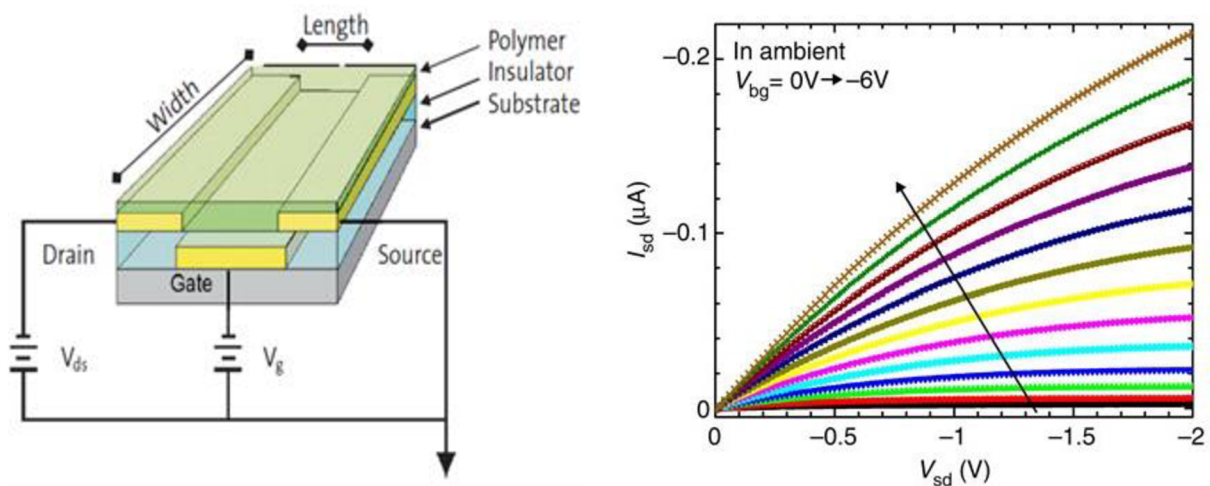 Length
Polymer
Insulator
Substrate
Width
Drain
Source
Gate
V_ds
V_g
In ambient
V_bg = 0V→−6V
−0.2
−0.1
0
I_sd (μA)
0
−0.5
−1
−1.5
−2
V_sd (V)